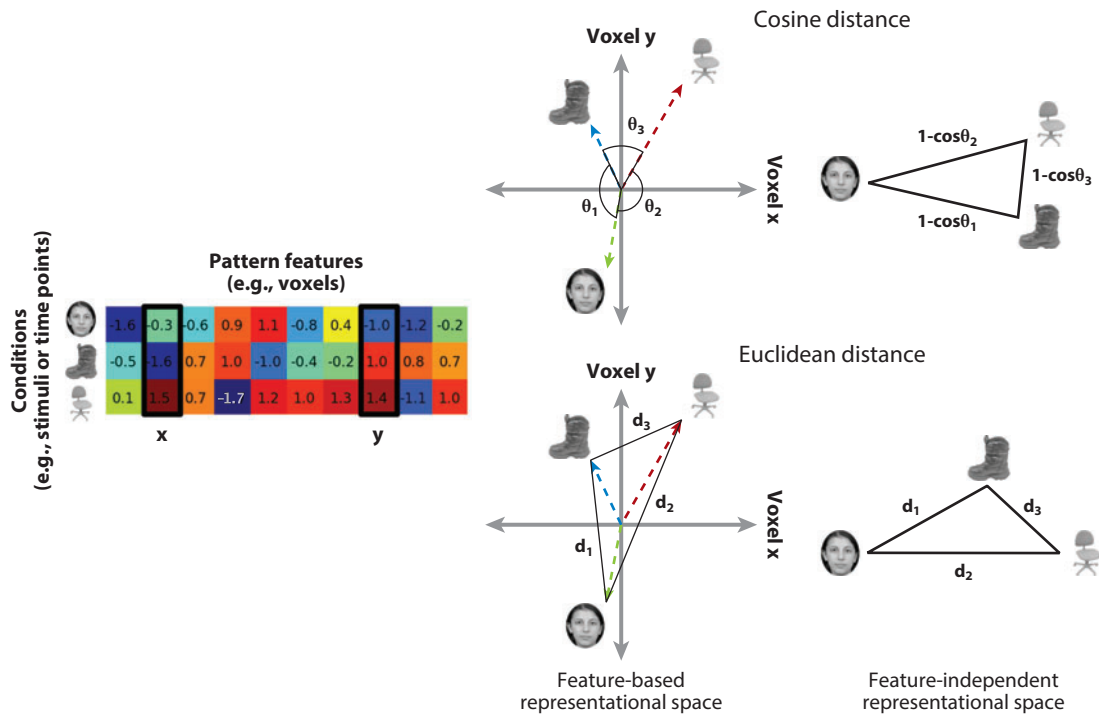 Cosine distance
Voxel y
θ3
θ1
θ2
Voxel x
1-cosθ2
1-cosθ3
1-cosθ1
Pattern features
(e.g., voxels)
Conditions
(e.g., stimuli or time points)
-1.6 -0.3 -0.6 0.9 1.1 -0.8 0.4 -1.0 -1.2 -0.2
-0.5 -1.6 0.7 1.0 -1.0 -0.4 -0.2 1.0 0.8 0.7
0.1 1.5 0.7 -1.7 1.2 1.0 1.3 1.4 -1.1 1.0
x y
Euclidean distance
Voxel y
d3
d2
d1
Voxel x
d1
d3
d2
Feature-based
representational space
Feature-independent
representational space